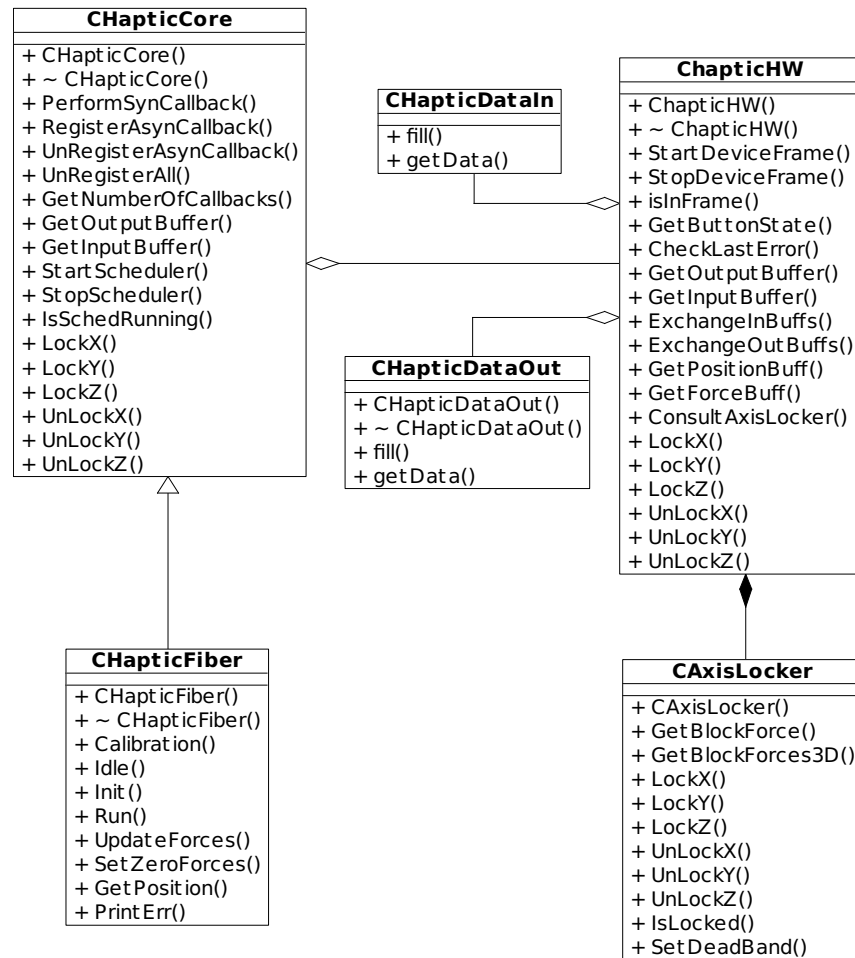 CHapticCore
+ CHapticCore()
+ ~ CHapticCore()
+ PerformSynCallback()
+ RegisterAsynCallback()
+ UnRegisterAsynCallback()
+ UnRegisterAll()
+ GetNumberOfCallbacks()
+ GetOutputBuffer()
+ GetInputBuffer()
+ StartScheduler()
+ StopScheduler()
+ IsSchedRunning()
+ LockX()
+ LockY()
+ LockZ()
+ UnLockX()
+ UnLockY()
+ UnLockZ()
CHapticDataIn
+ fill()
+ getData()
ChapticHW
+ ChapticHW()
+ ~ ChapticHW()
+ StartDeviceFrame()
+ StopDeviceFrame()
+ isInFrame()
+ GetButtonState()
+ CheckLastError()
+ GetOutputBuffer()
+ GetInputBuffer()
+ ExchangeInBuffs()
+ ExchangeOutBuffs()
+ GetPositionBuff()
+ GetForceBuff()
+ ConsultAxisLocker()
+ LockX()
+ LockY()
+ LockZ()
+ UnLockX()
+ UnLockY()
+ UnLockZ()
CHapticDataOut
+ CHapticDataOut()
+ ~ CHapticDataOut()
+ fill()
+ getData()
CHapticFiber
+ CHapticFiber()
+ ~ CHapticFiber()
+ Calibration()
+ Idle()
+ Init()
+ Run()
+ UpdateForces()
+ SetZeroForces()
+ GetPosition()
+ PrintErr()
CAxisLocker
+ CAxisLocker()
+ GetBlockForce()
+ GetBlockForces3D()
+ LockX()
+ LockY()
+ LockZ()
+ UnLockX()
+ UnLockY()
+ UnLockZ()
+ IsLocked()
+ SetDeadBand()